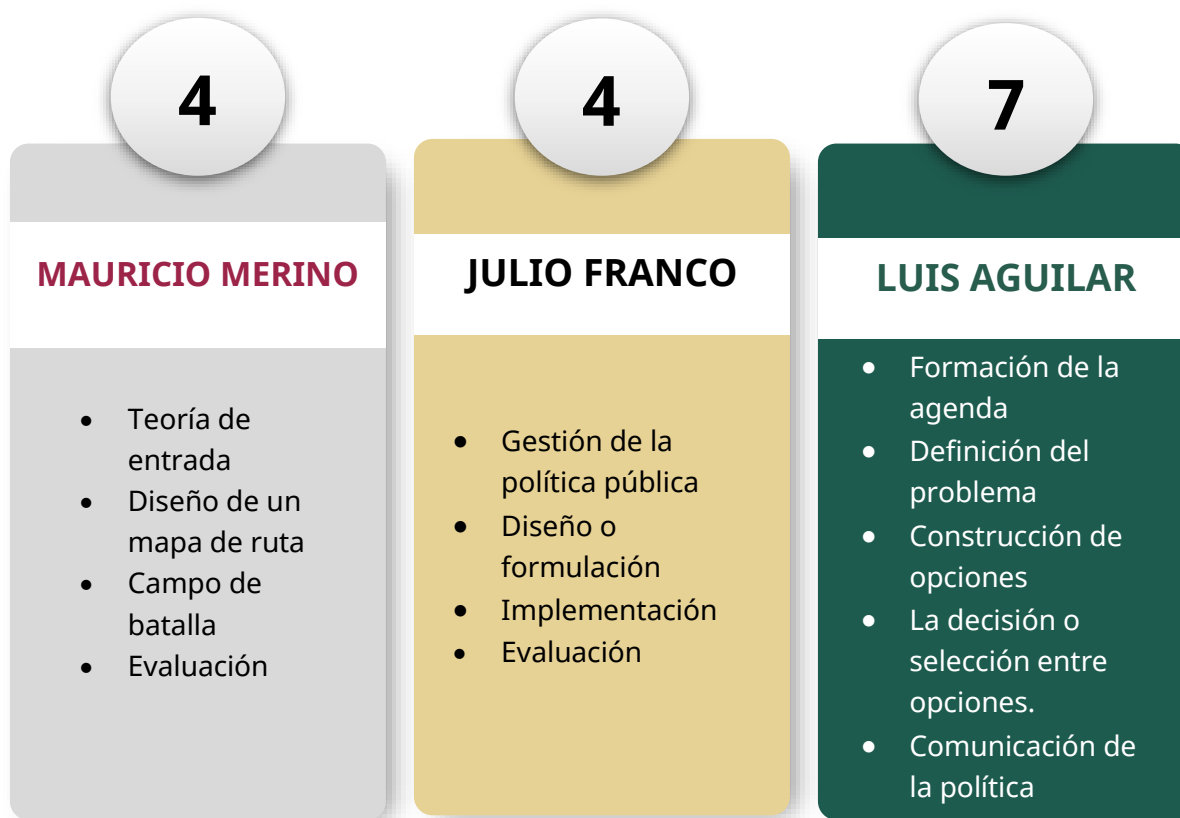 4
MAURICIO MERINO
• Teoría de
entrada
• Diseño de un
mapa de ruta
• Campo de
batalla
• Evaluación
4
JULIO FRANCO
• Gestión de la
política pública
• Diseño o
formulación
• Implementación
• Evaluación
7
LUIS AGUILAR
• Formación de la
agenda
• Definición del
problema
• Construcción de
opciones
• La decisión o
selección entre
opciones.
• Comunicación de
la política